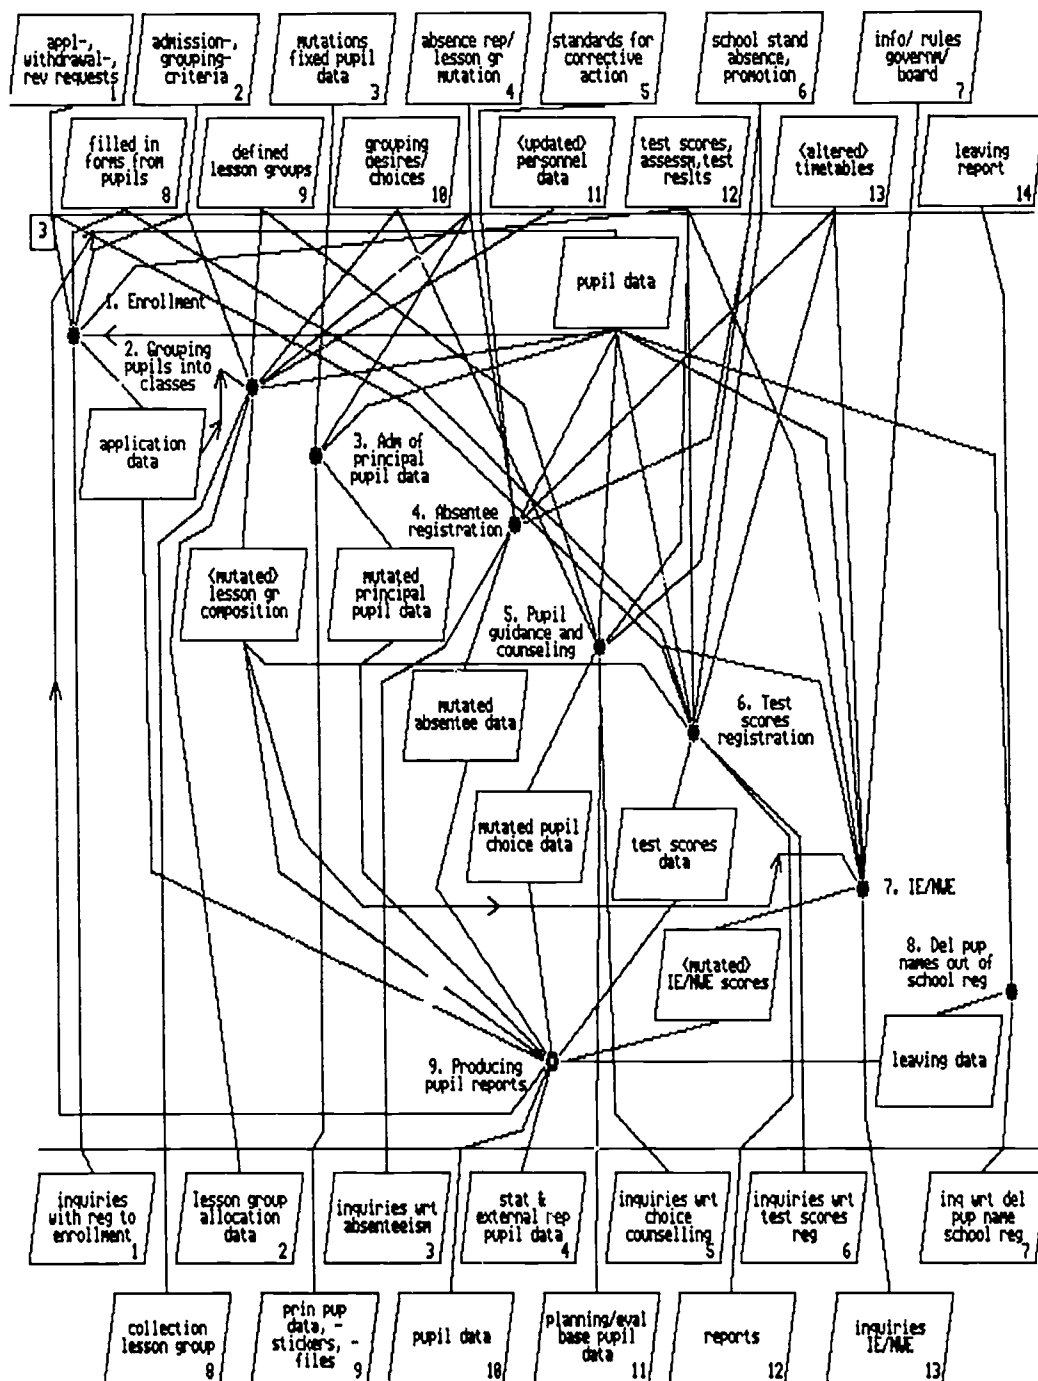 appl-,
withdrawal-,
rev requests
1
admission-,
grouping-
criteria
2
mutations
fixed pupil
data
3
absence rep/
lesson gr
mutation
4
standards for
corrective
action
5
school stand
absence,
promotion
6
info/ rules
governm/
board
7
filled in
forms from
pupils
8
defined
lesson groups
9
grouping
desires/
choices
10
<updated>
personnel
data
11
test scores,
assessm,test
reslts
12
<altered>
timetables
13
leaving
report
14
3
pupil data
1. Enrollment
2. Grouping
pupils into
classes
application
data
3. Adm of
principal
pupil data
4. Absentee
registration
<mutated>
lesson gr
composition
mutated
principal
pupil data
5. Pupil
guidance and
counseling
mutated
absentee data
6. Test
scores
registration
mutated pupil
choice data
test scores
data
7. IE/NWE
<mutated>
IE/NWE scores
8. Del pup
names out of
school reg
9. Producing
pupil reports
leaving data
inquiries
with reg to
enrollment
1
lesson group
allocation
data
2
inquiries wrt
absenteeism
3
stat &
external rep
pupil data
4
inquiries wrt
choice
counselling
5
inquiries wrt
test scores
reg
6
inq wrt del
pup name
school reg
7
collection
lesson group
8
prin pup
data, -
stickers, -
files
9
pupil data
10
planning/eval
base pupil
data
11
reports
12
inquiries
IE/NWE
13